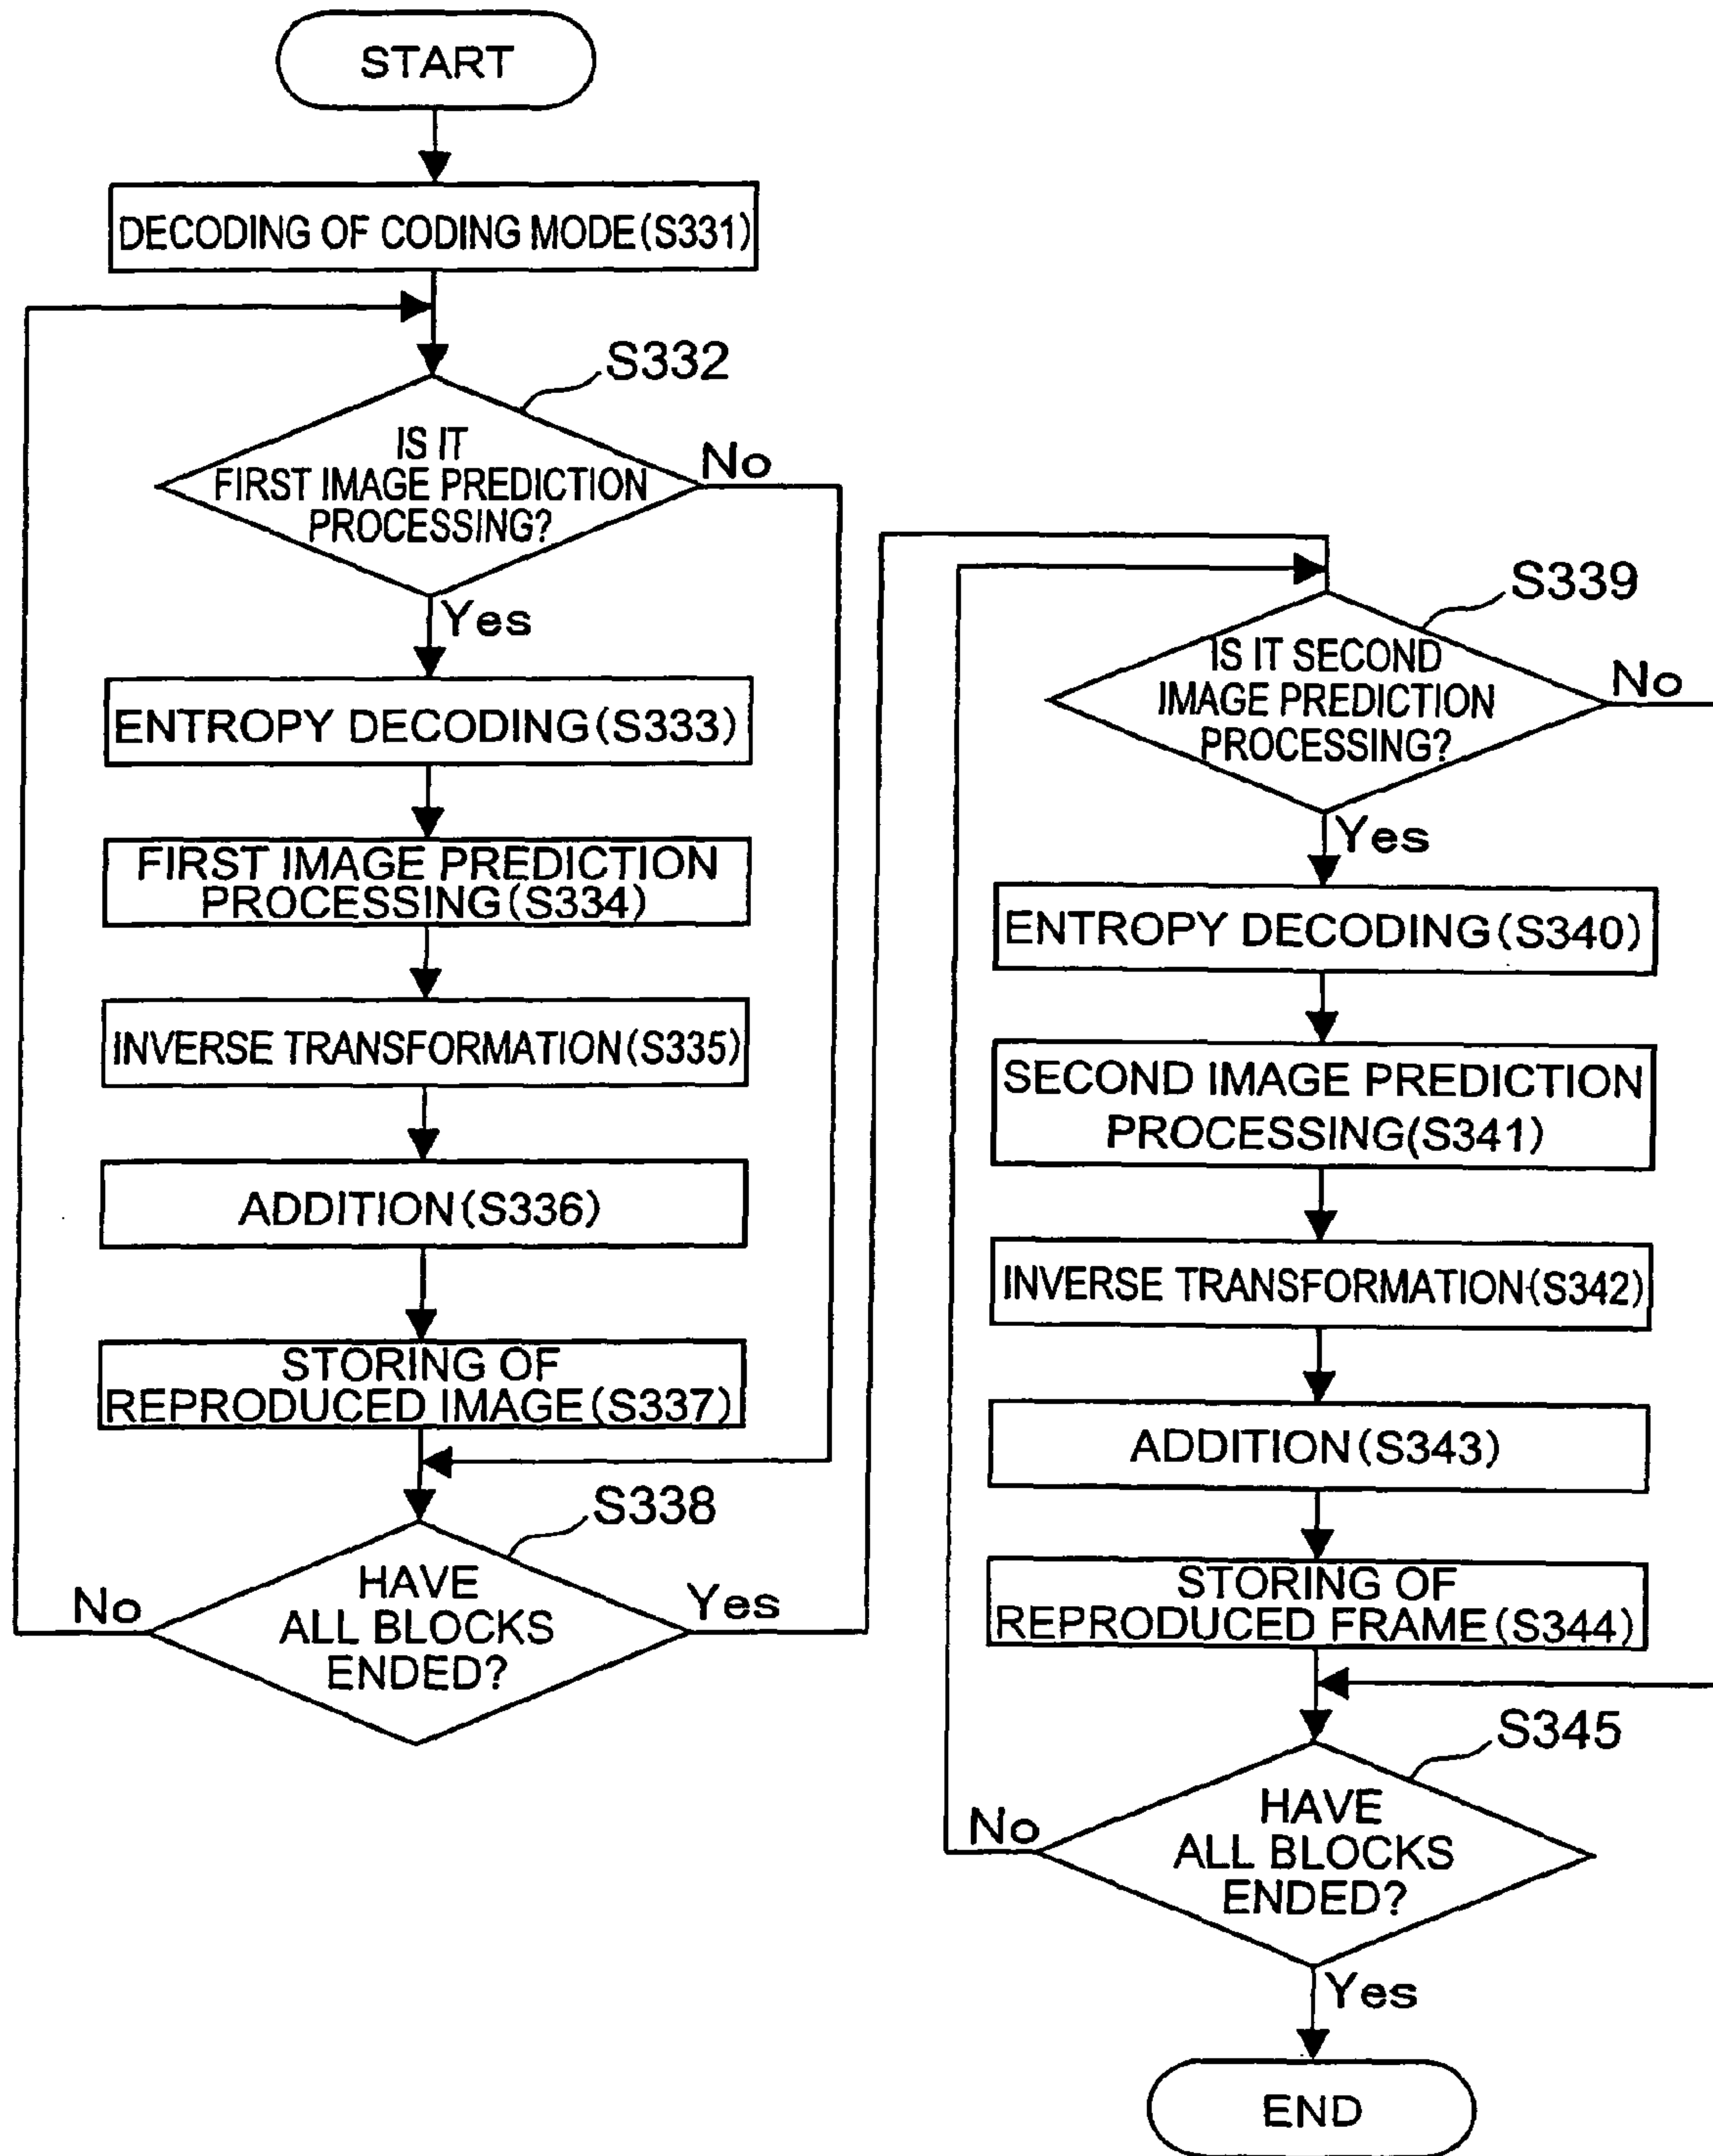 START
DECODING OF CODING MODE(S331)
S332
IS IT
FIRST IMAGE PREDICTION
PROCESSING?
No
Yes
ENTROPY DECODING(S333)
FIRST IMAGE PREDICTION
PROCESSING(S334)
INVERSE TRANSFORMATION(S335)
ADDITION(S336)
STORING OF
REPRODUCED IMAGE(S337)
S338
HAVE
ALL BLOCKS
ENDED?
No
Yes
S339
IS IT SECOND
IMAGE PREDICTION
PROCESSING?
No
Yes
ENTROPY DECODING(S340)
SECOND IMAGE PREDICTION
PROCESSING(S341)
INVERSE TRANSFORMATION(S342)
ADDITION(S343)
STORING OF
REPRODUCED FRAME(S344)
S345
HAVE
ALL BLOCKS
ENDED?
No
Yes
END